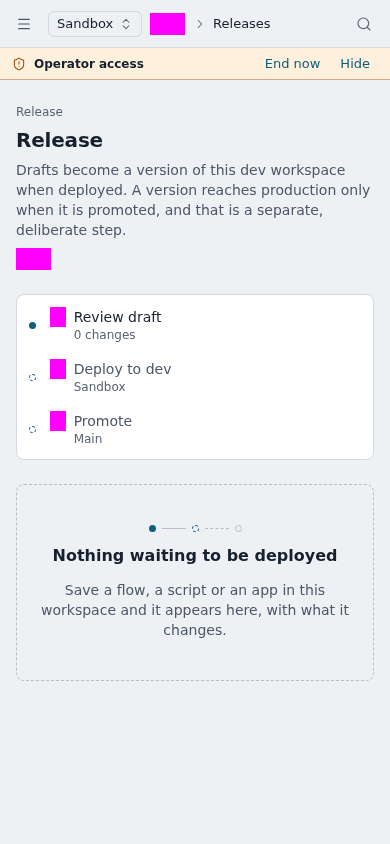 Sandbox
Releases
Operator access
End now
Hide
Release
Release
Drafts become a version of this dev workspace
when deployed. A version reaches production only
when it is promoted, and that is a separate,
deliberate step.
Review draft
0 changes
Deploy to dev
Sandbox
Promote
Main
Nothing waiting to be deployed
Save a flow, a script or an app in this
workspace and it appears here, with what it
changes.